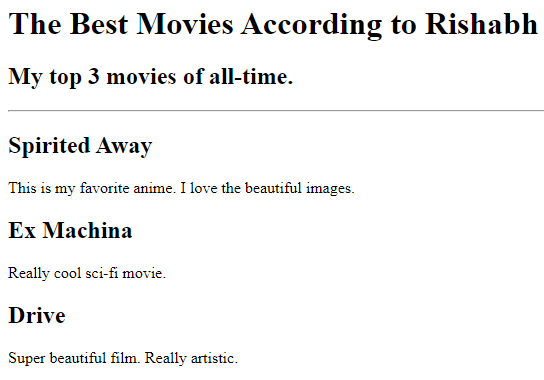 The Best Movies According to Rishabh
My top 3 movies of all-time.
Spirited Away
This is my favorite anime. I love the beautiful images.
Ex Machina
Really cool sci-fi movie.
Drive
Super beautiful film. Really artistic.